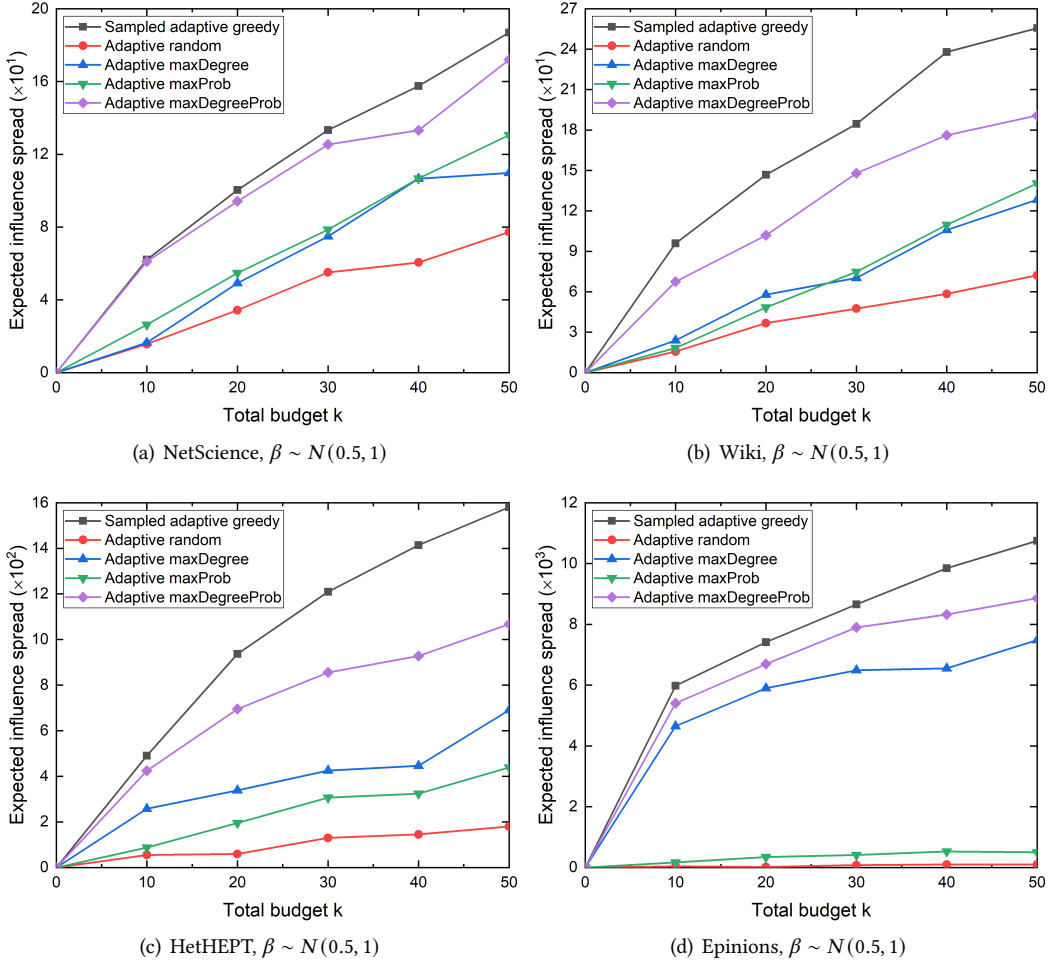 20
16
12
8
4
0
Expected influence spread (×10¹)
Sampled adaptive greedy
Adaptive random
Adaptive maxDegree
Adaptive maxProb
Adaptive maxDegreeProb
0 10 20 30 40 50
Total budget k
(a) NetScience, β ~ N(0.5, 1)
27
24
21
18
15
12
9
6
3
0
Expected influence spread (×10¹)
Sampled adaptive greedy
Adaptive random
Adaptive maxDegree
Adaptive maxProb
Adaptive maxDegreeProb
0 10 20 30 40 50
Total budget k
(b) Wiki, β ~ N(0.5, 1)
16
14
12
10
8
6
4
2
0
Expected influence spread (×10²)
Sampled adaptive greedy
Adaptive random
Adaptive maxDegree
Adaptive maxProb
Adaptive maxDegreeProb
0 10 20 30 40 50
Total budget k
(c) HetHEPT, β ~ N(0.5, 1)
12
10
8
6
4
2
0
Expected influence spread (×10³)
Sampled adaptive greedy
Adaptive random
Adaptive maxDegree
Adaptive maxProb
Adaptive maxDegreeProb
0 10 20 30 40 50
Total budget k
(d) Epinions, β ~ N(0.5, 1)